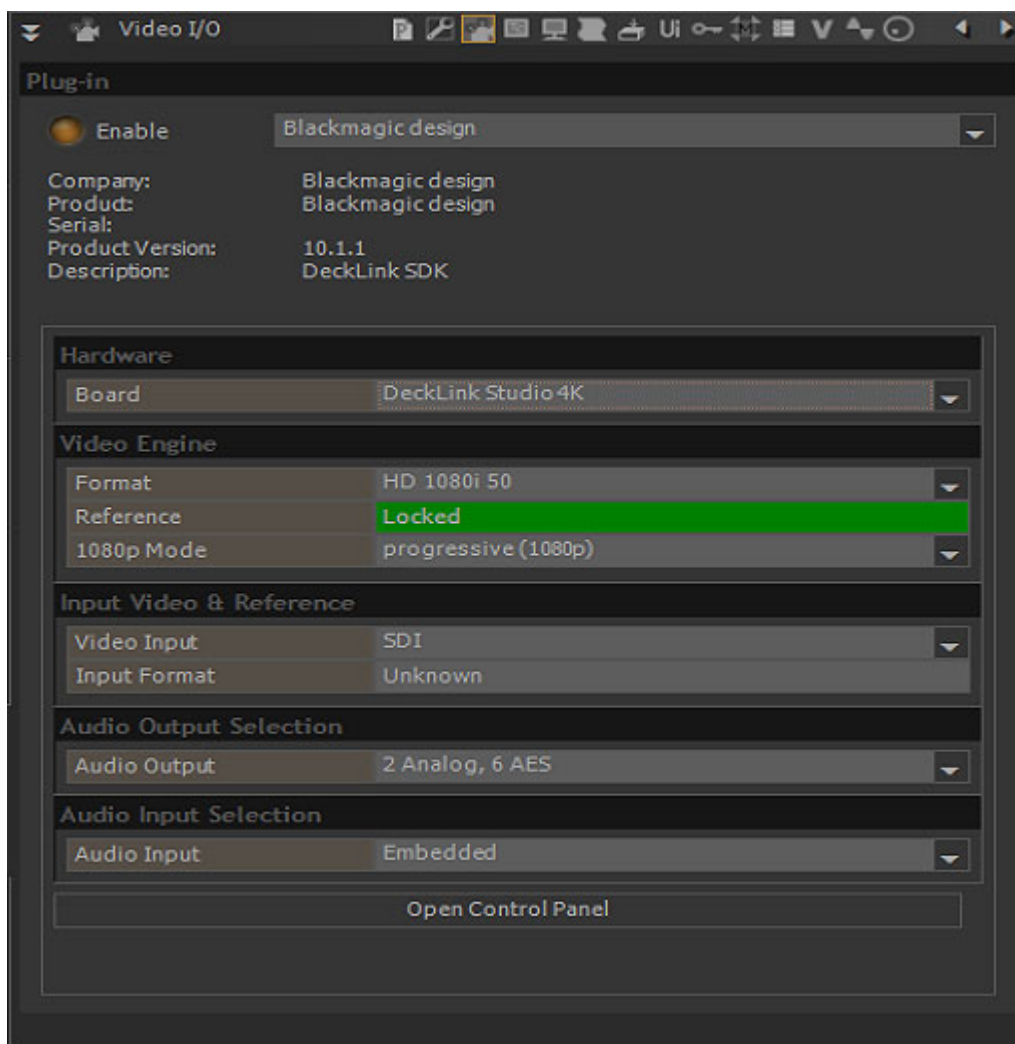 Video I/O Ui V
Plug-in
Enable Blackmagic design
Company: Blackmagic design
Product: Blackmagic design
Serial:
Product Version: 10.1.1
Description: DeckLink SDK
Hardware
Board DeckLink Studio 4K
Video Engine
Format HD 1080i 50
Reference Locked
1080p Mode progressive (1080p)
Input Video & Reference
Video Input SDI
Input Format Unknown
Audio Output Selection
Audio Output 2 Analog, 6 AES
Audio Input Selection
Audio Input Embedded
Open Control Panel